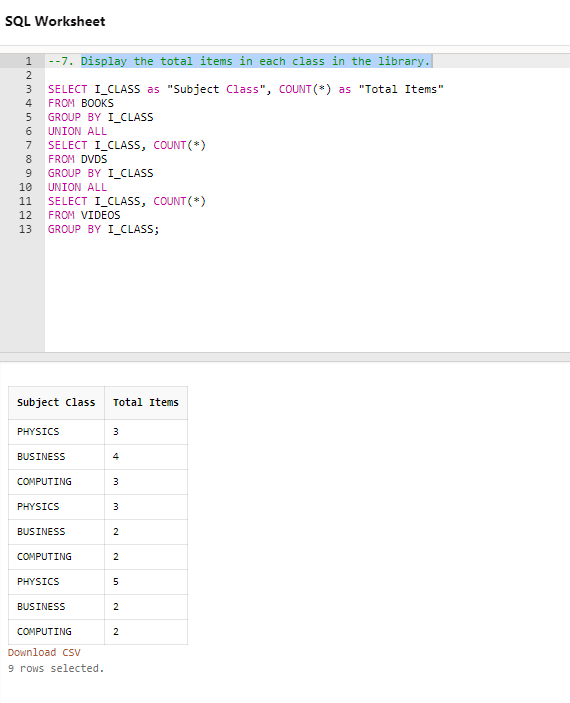 SQL Worksheet
1 --7. Display the total items in each class in the library.
2
3 SELECT I_CLASS as "Subject Class", COUNT(*) as "Total Items"
4 FROM BOOKS
5 GROUP BY I_CLASS
6 UNION ALL
7 SELECT I_CLASS, COUNT(*)
8 FROM DVDS
9 GROUP BY I_CLASS
10 UNION ALL
11 SELECT I_CLASS, COUNT(*)
12 FROM VIDEOS
13 GROUP BY I_CLASS;
Subject Class Total Items
PHYSICS 3
BUSINESS 4
COMPUTING 3
PHYSICS 3
BUSINESS 2
COMPUTING 2
PHYSICS 5
BUSINESS 2
COMPUTING 2
Download CSV
9 rows selected.